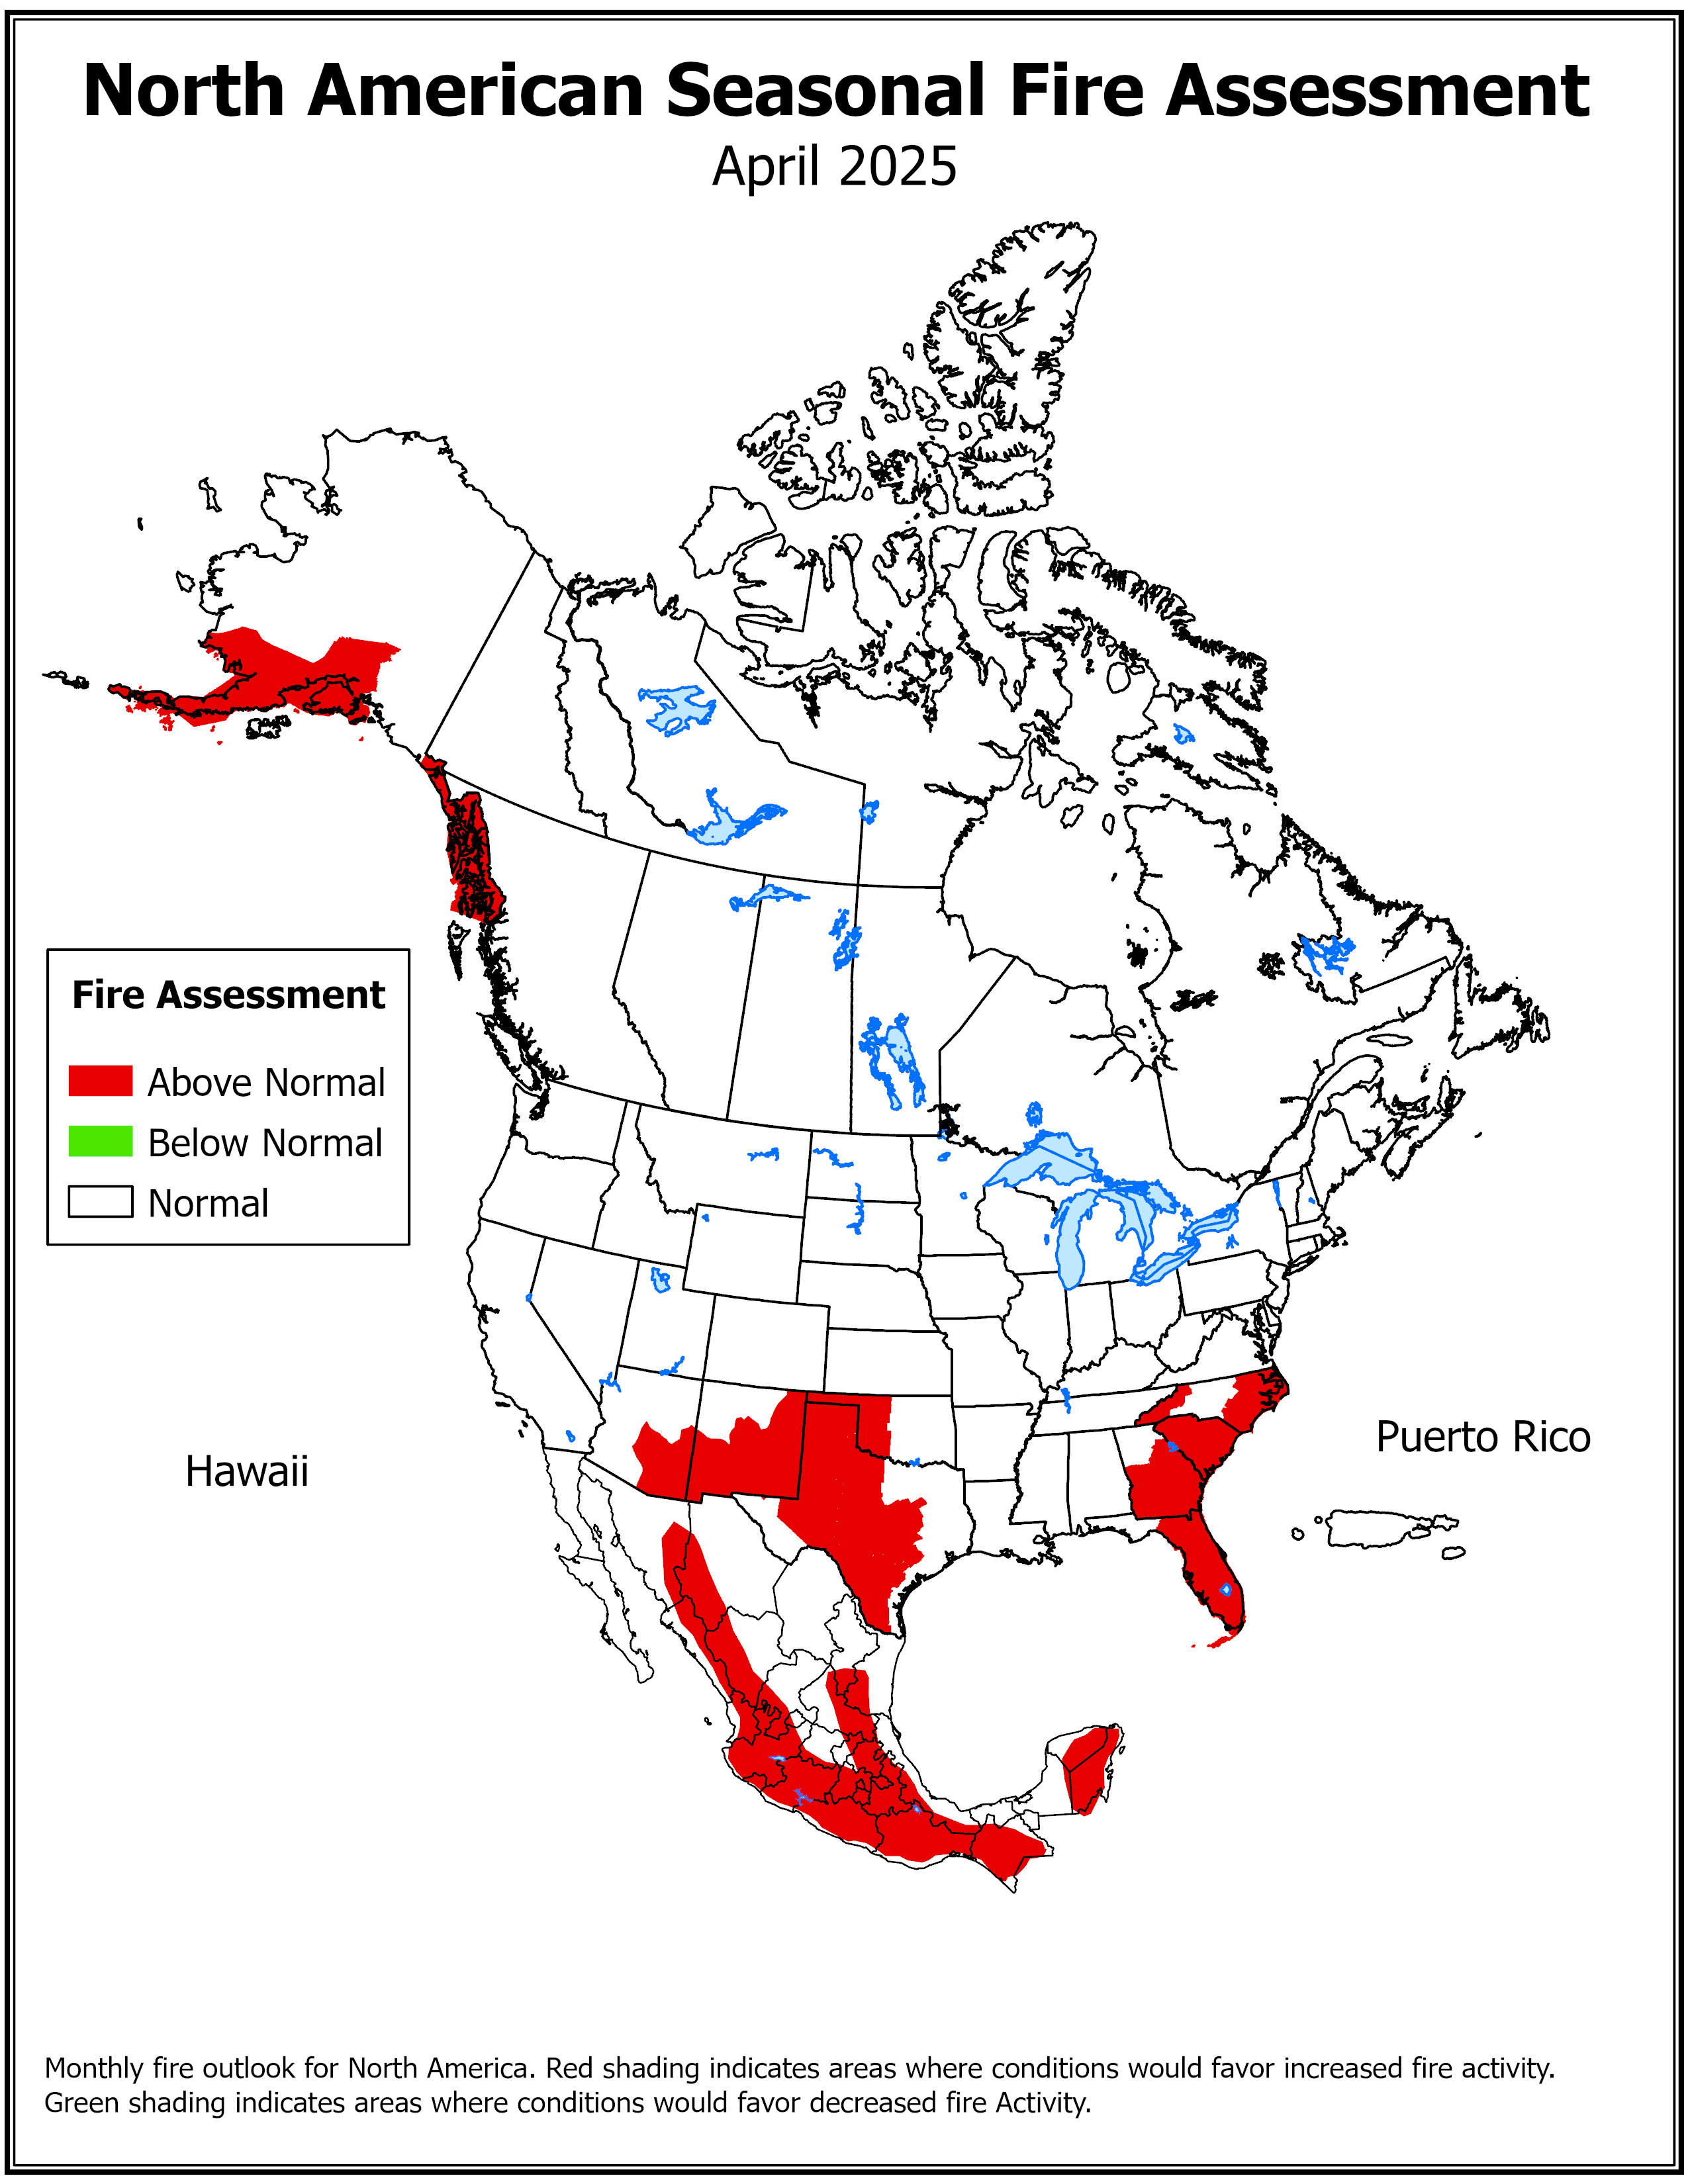 North American Seasonal Fire Assessment
April 2025
Fire Assessment
Above Normal
Below Normal
Normal
Hawaii
Puerto Rico
Monthly fire outlook for North America. Red shading indicates areas where conditions would favor increased fire activity.
Green shading indicates areas where conditions would favor decreased fire Activity.